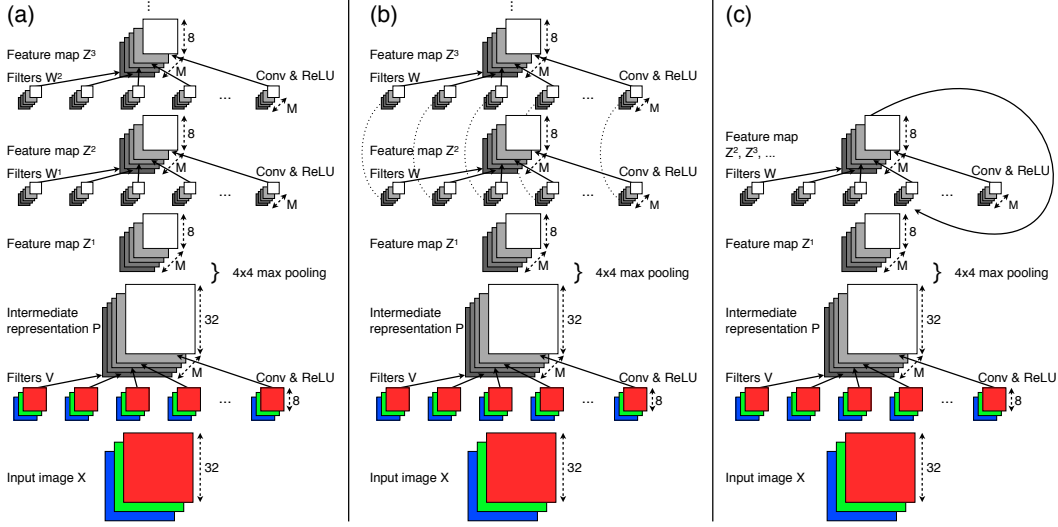 (a)
⋮
8
Feature map Z³
M
Filters W²
Conv & ReLU
...
M
8
Feature map Z²
M
Filters W¹
Conv & ReLU
...
M
8
Feature map Z¹
M
} 4x4 max pooling
Intermediate
representation P
32
M
Filters V
Conv & ReLU
...
8
Input image X
32
(b)
⋮
8
Feature map Z³
M
Filters W
Conv & ReLU
...
M
8
Feature map Z²
M
Filters W
Conv & ReLU
...
M
8
Feature map Z¹
M
} 4x4 max pooling
Intermediate
representation P
32
M
Filters V
Conv & ReLU
...
8
Input image X
32
(c)
8
Feature map
Z², Z³, ...
M
Filters W
Conv & ReLU
...
M
8
Feature map Z¹
M
} 4x4 max pooling
Intermediate
representation P
32
M
Filters V
Conv & ReLU
...
8
Input image X
32